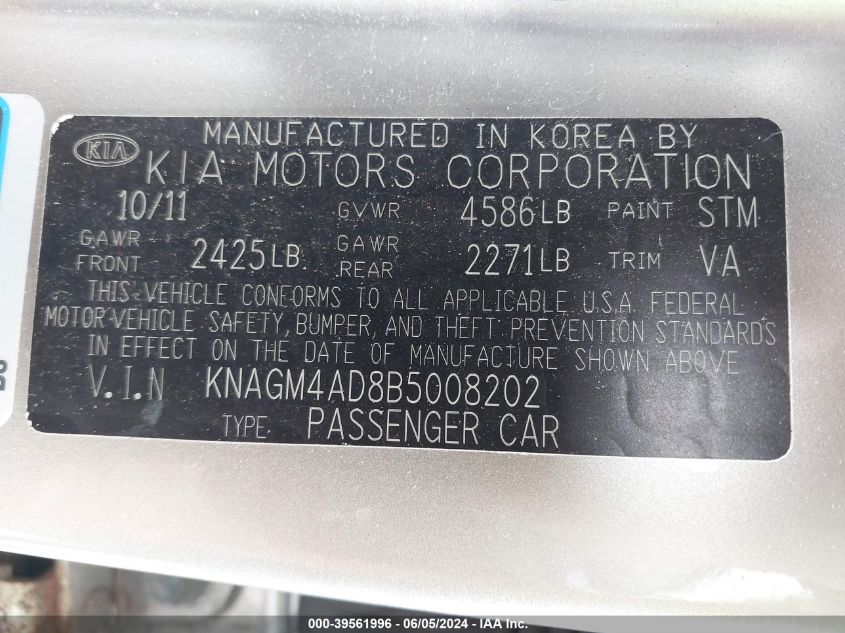 MANUFACTURED IN KOREA BY
KIA KIA MOTORS CORPORATION
10/11 GVWR 4586LB PAINT STM
GAWR FRONT 2425LB GAWR REAR 2271LB TRIM VA
THIS VEHICLE CONFORMS TO ALL APPLICABLE U.S.A. FEDERAL
MOTOR VEHICLE SAFETY, BUMPER, AND THEFT PREVENTION STANDARDS
IN EFFECT ON THE DATE OF MANUFACTURE SHOWN ABOVE
V.I.N KNAGM4AD8B5008202
TYPE PASSENGER CAR
000-39561996 - 06/05/2024 - IAA Inc.